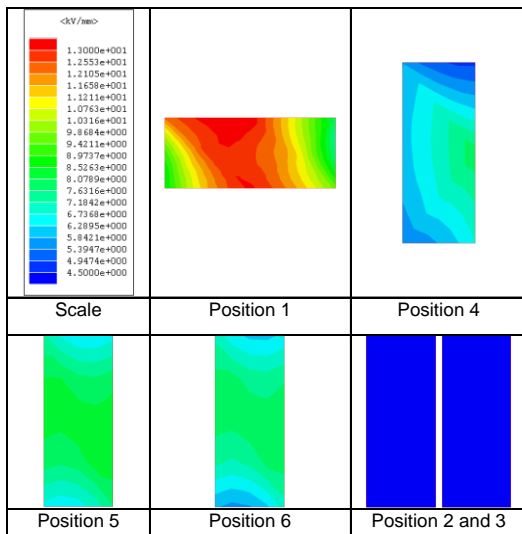 <kV/mm>
1.3000e+001
1.2553e+001
1.2105e+001
1.1658e+001
1.1211e+001
1.0763e+001
1.0316e+001
9.8684e+000
9.4211e+000
8.9737e+000
8.5263e+000
8.0789e+000
7.6316e+000
7.1842e+000
6.7368e+000
6.2895e+000
5.8421e+000
5.3947e+000
4.9474e+000
4.5000e+000
Scale
Position 1
Position 4
Position 5
Position 6
Position 2 and 3